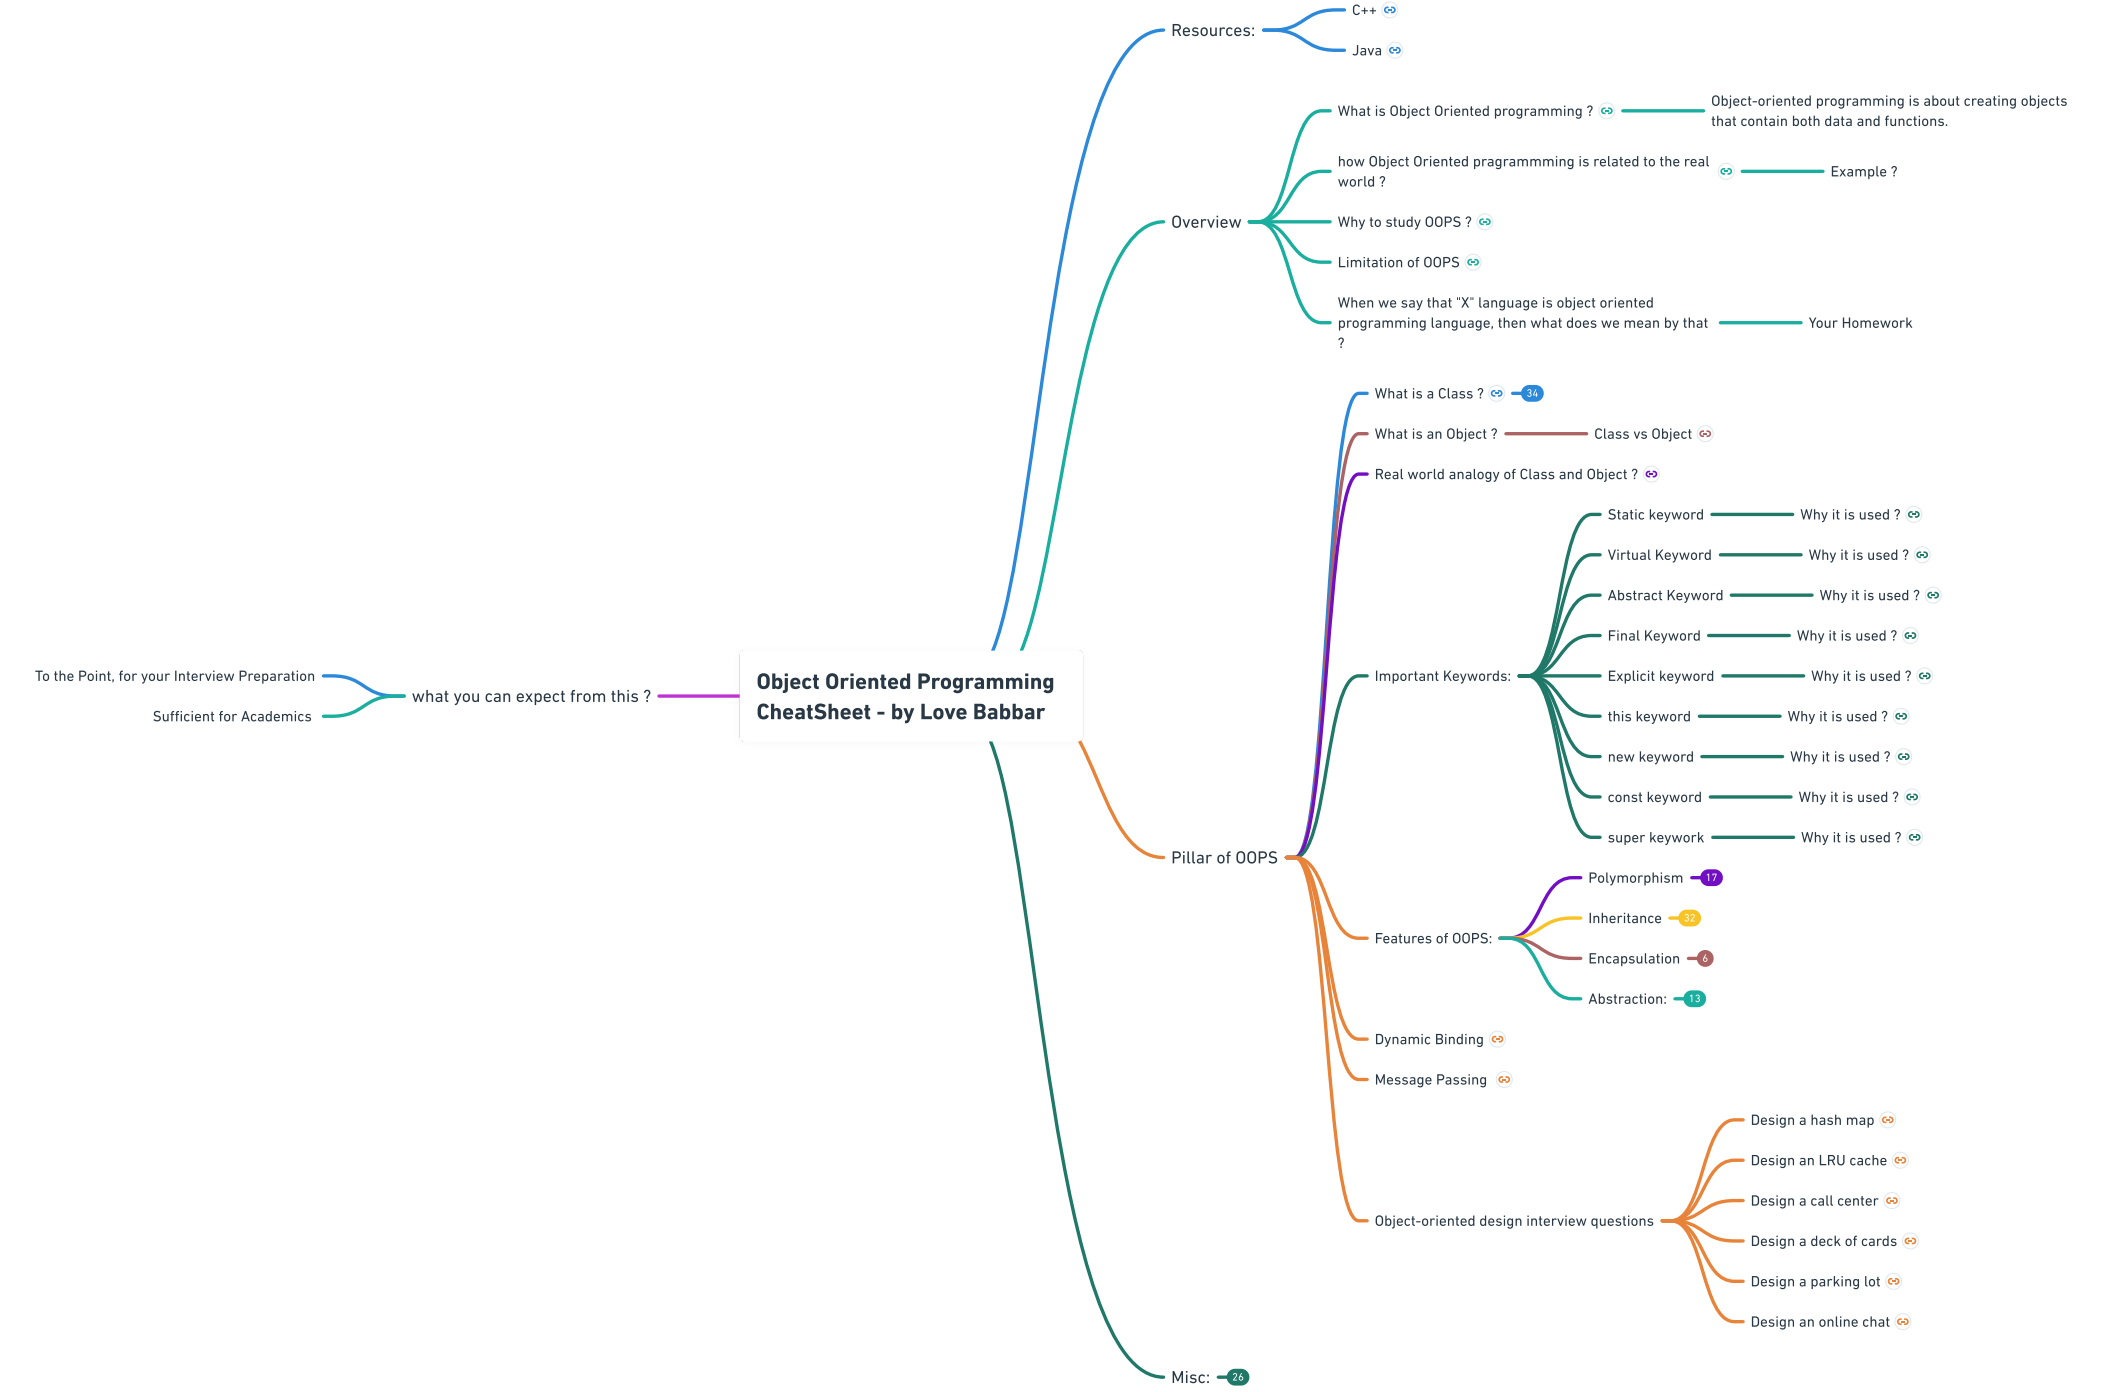 Object Oriented Programming
CheatSheet - by Love Babbar
what you can expect from this ?
To the Point, for your Interview Preparation
Sufficient for Academics
Resources:
C++
Java
Overview
What is Object Oriented programming ?
Object-oriented programming is about creating objects
that contain both data and functions.
how Object Oriented pragrammming is related to the real
world ?
Example ?
Why to study OOPS ?
Limitation of OOPS
When we say that "X" language is object oriented
programming language, then what does we mean by that
?
Your Homework
Pillar of OOPS
What is a Class ? 34
What is an Object ?
Class vs Object
Real world analogy of Class and Object ?
Important Keywords:
Static keyword
Why it is used ?
Virtual Keyword
Why it is used ?
Abstract Keyword
Why it is used ?
Final Keyword
Why it is used ?
Explicit keyword
Why it is used ?
this keyword
Why it is used ?
new keyword
Why it is used ?
const keyword
Why it is used ?
super keywork
Why it is used ?
Features of OOPS:
Polymorphism 17
Inheritance 32
Encapsulation 6
Abstraction: 13
Dynamic Binding
Message Passing
Object-oriented design interview questions
Design a hash map
Design an LRU cache
Design a call center
Design a deck of cards
Design a parking lot
Design an online chat
Misc: 26